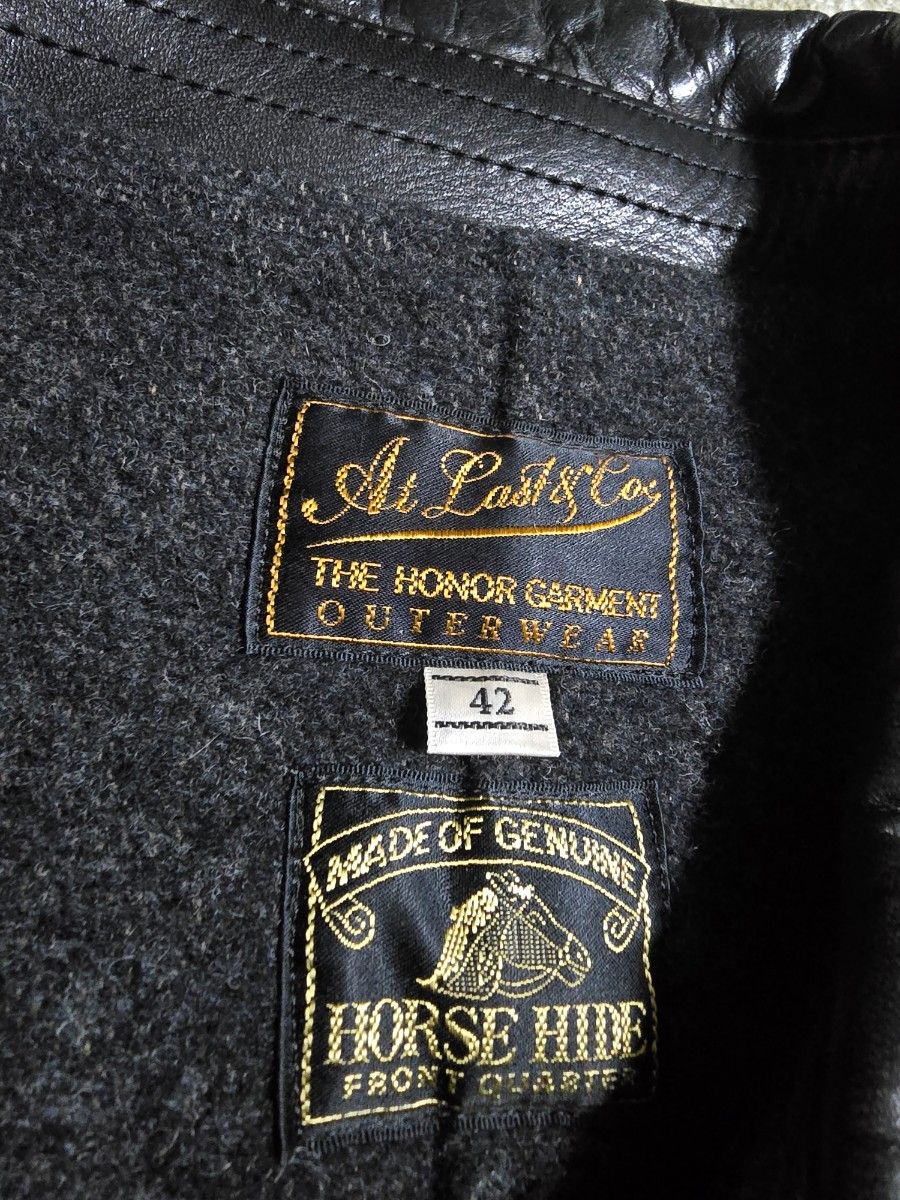 At Last & Co:
THE HONOR GARMENT
OUTERWEAR
42
MADE OF GENUINE
HORSE HIDE
FRONT QUARTER